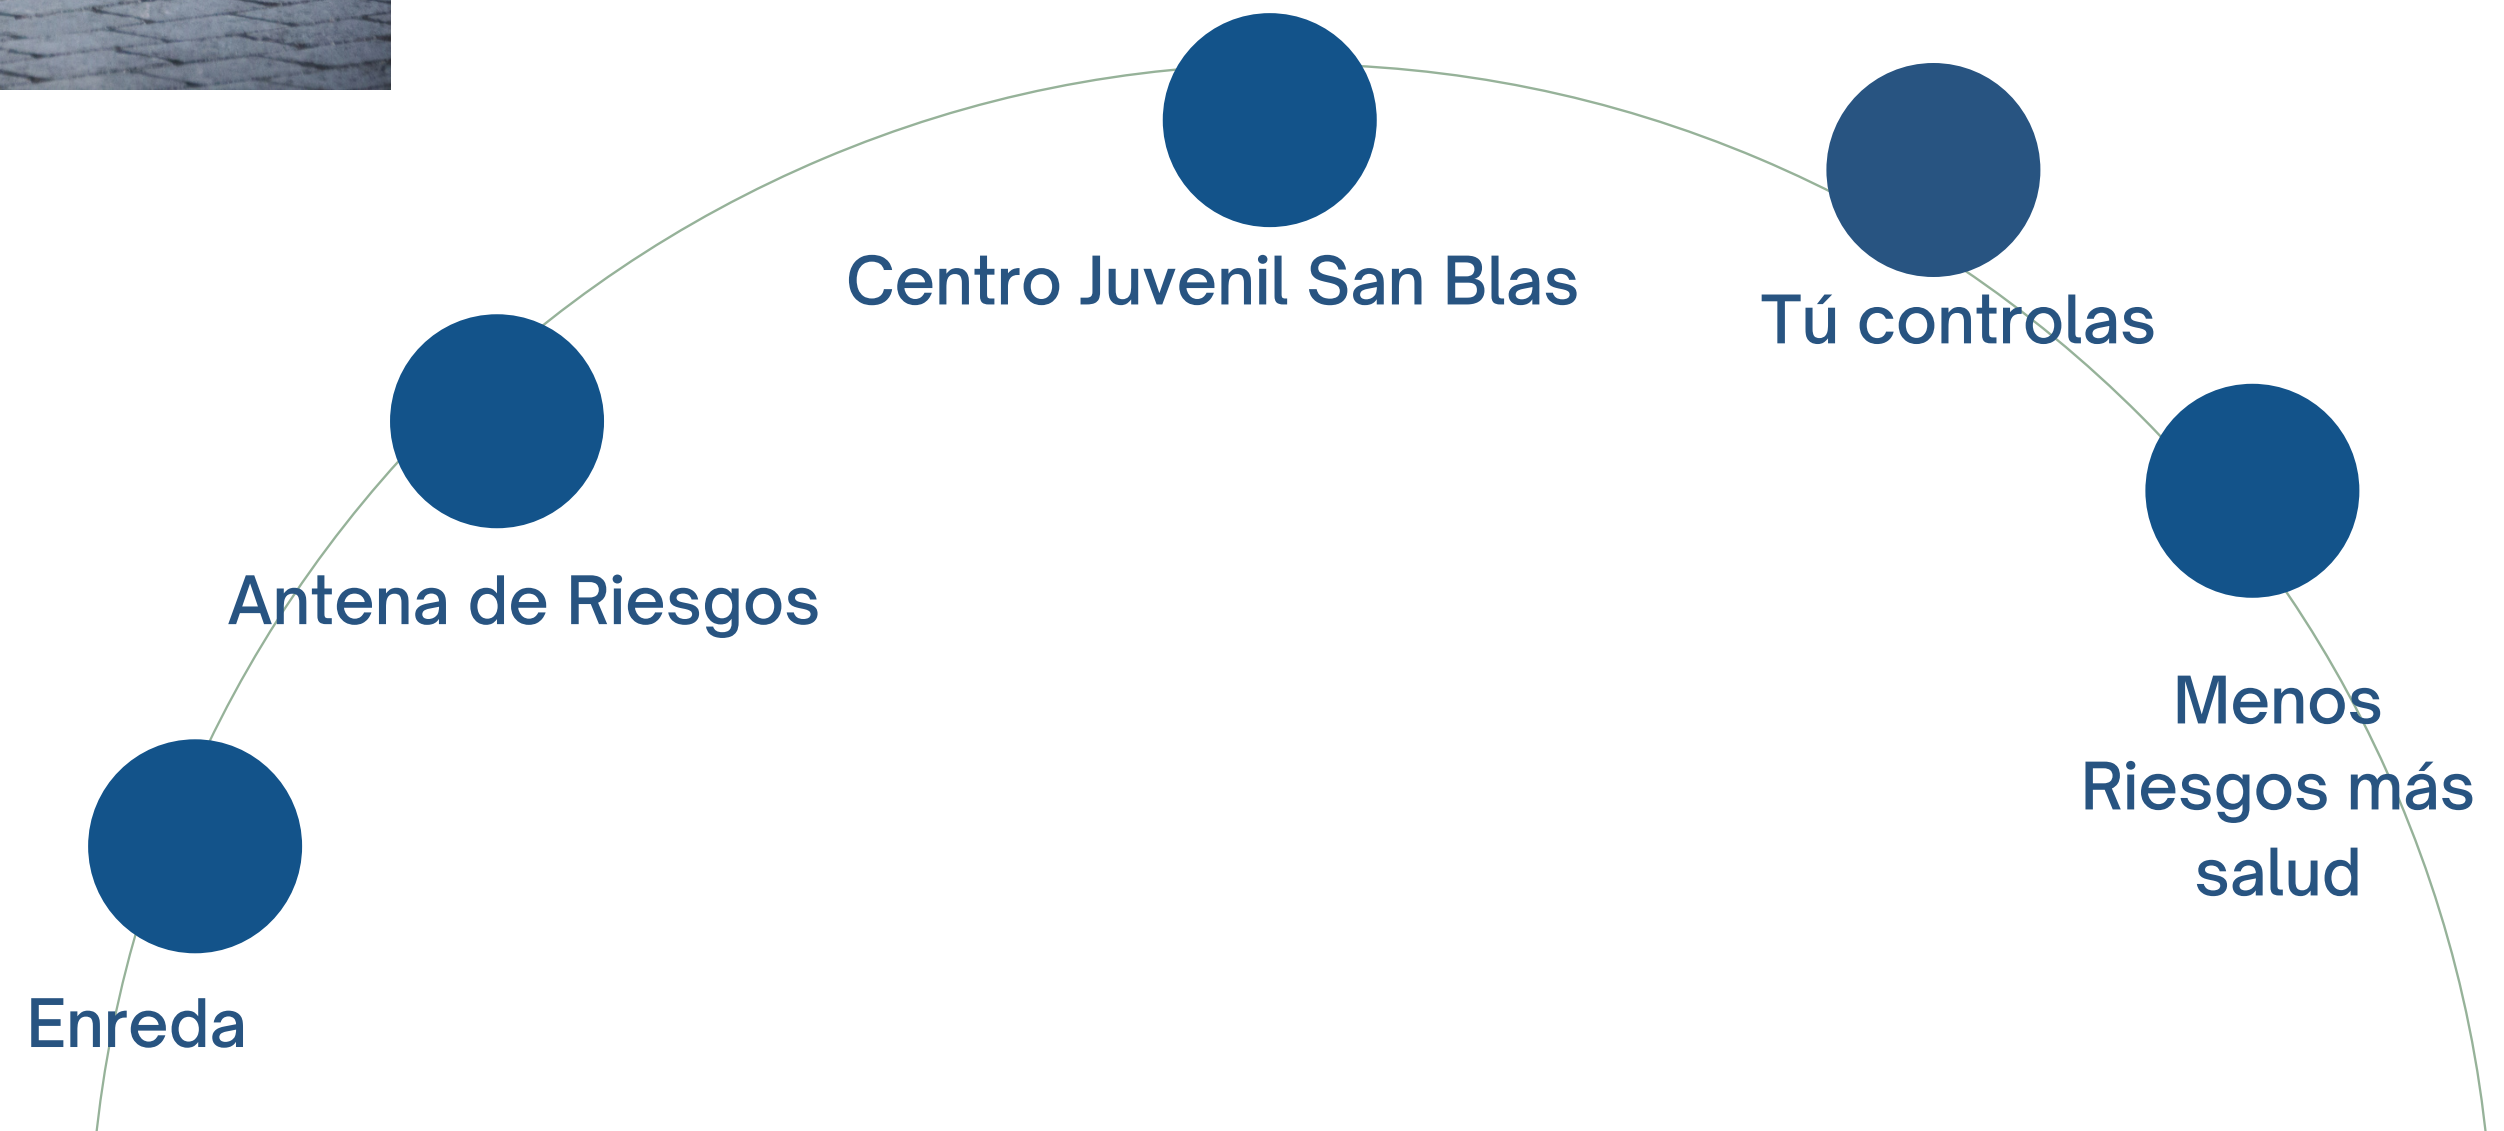 Centro Juvenil San Blas
Tú controlas
Antena de Riesgos
Menos
Riesgos más
salud
Enreda